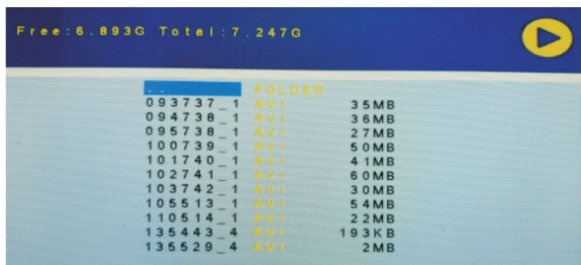 Free:6.893G Total:7.247G
.. FOLDER
093737_1 AVI 35MB
094738_1 AVI 36MB
095738_1 AVI 27MB
100739_1 AVI 50MB
101740_1 AVI 41MB
102741_1 AVI 60MB
103742_1 AVI 30MB
105513_1 AVI 54MB
110514_1 AVI 22MB
135443_4 AVI 193KB
135529_4 AVI 2MB